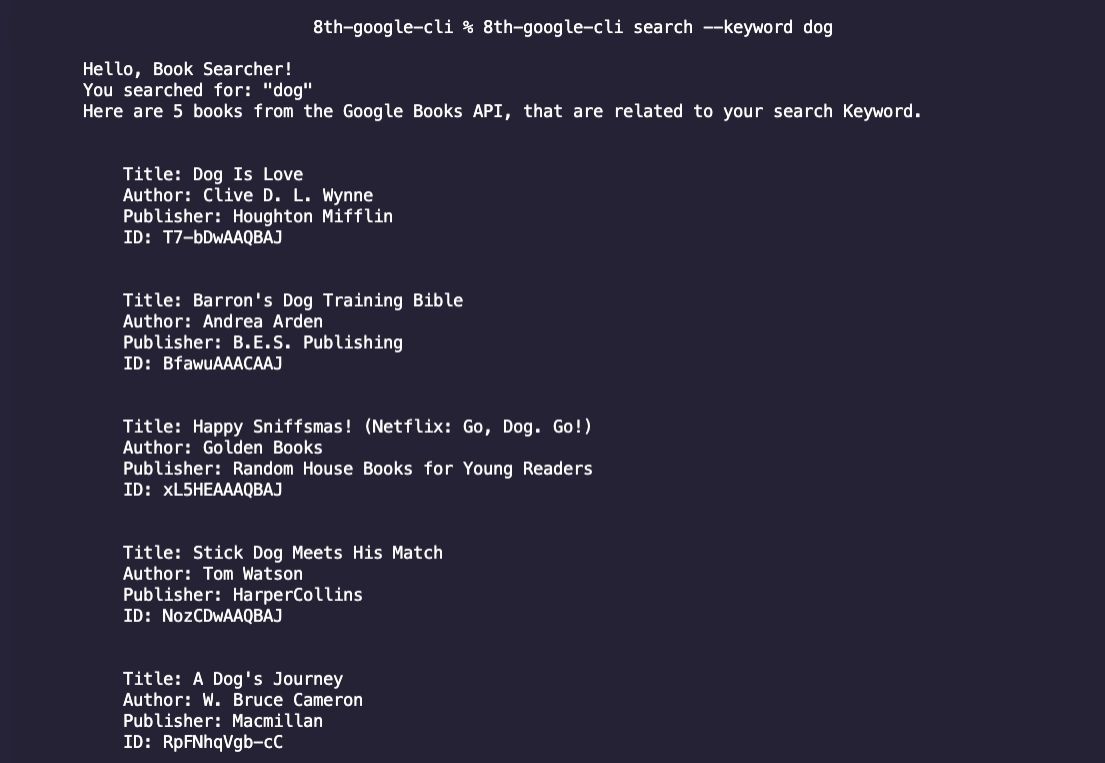 8th-google-cli % 8th-google-cli search --keyword dog
Hello, Book Searcher!
You searched for: "dog"
Here are 5 books from the Google Books API, that are related to your search Keyword.
Title: Dog Is Love
Author: Clive D. L. Wynne
Publisher: Houghton Mifflin
ID: T7-bDwAAQBAJ
Title: Barron's Dog Training Bible
Author: Andrea Arden
Publisher: B.E.S. Publishing
ID: BfawuAAACAAJ
Title: Happy Sniffsmas! (Netflix: Go, Dog. Go!)
Author: Golden Books
Publisher: Random House Books for Young Readers
ID: xL5HEAAAQBAJ
Title: Stick Dog Meets His Match
Author: Tom Watson
Publisher: HarperCollins
ID: NozCDwAAQBAJ
Title: A Dog's Journey
Author: W. Bruce Cameron
Publisher: Macmillan
ID: RpFNhqVgb-cC